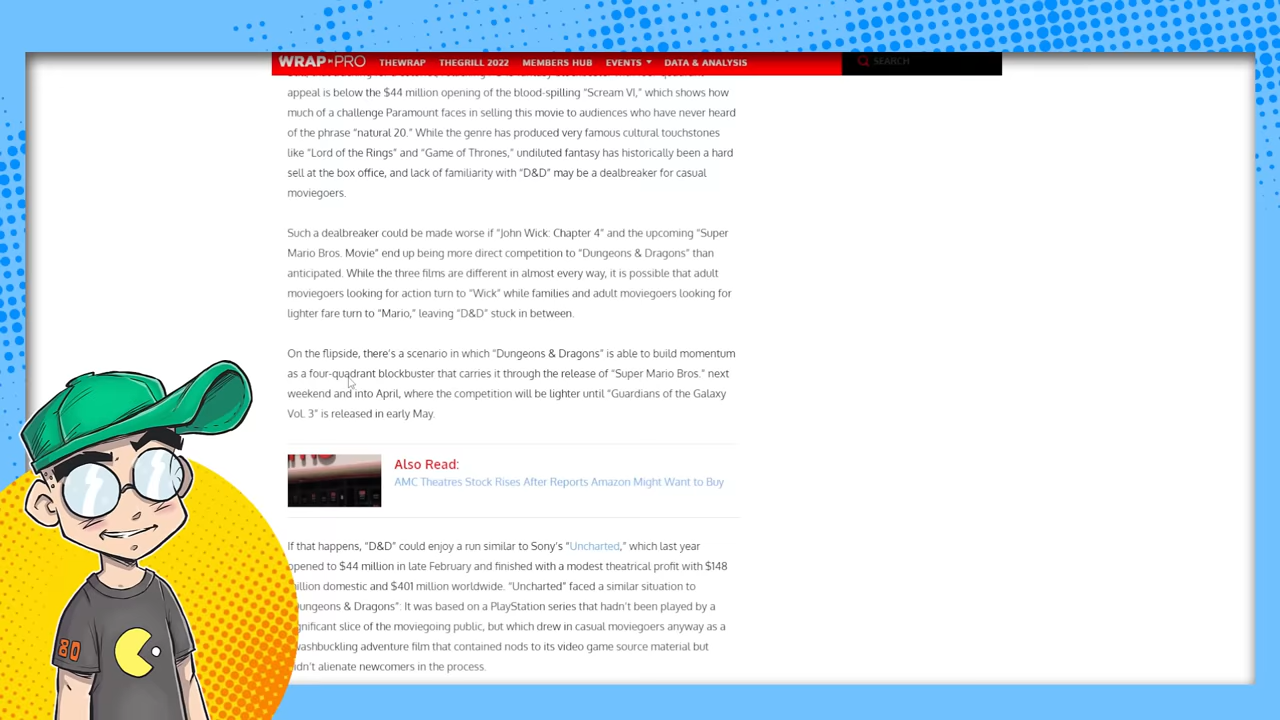 WRAP PRO THEWRAP THEGRILL 2022 MEMBERS HUB EVENTS DATA & ANALYSIS SEARCH
appeal is below the $44 million opening of the blood-spilling “Scream VI,” which shows how
much of a challenge Paramount faces in selling this movie to audiences who have never heard
of the phrase “natural 20.” While the genre has produced very famous cultural touchstones
like “Lord of the Rings” and “Game of Thrones,” undiluted fantasy has historically been a hard
sell at the box office, and lack of familiarity with “D&D” may be a dealbreaker for casual
moviegoers.
Such a dealbreaker could be made worse if “John Wick: Chapter 4” and the upcoming “Super
Mario Bros. Movie” end up being more direct competition to “Dungeons & Dragons” than
anticipated. While the three films are different in almost every way, it is possible that adult
moviegoers looking for action turn to “Wick” while families and adult moviegoers looking for
lighter fare turn to “Mario,” leaving “D&D” stuck in between.
On the flipside, there’s a scenario in which “Dungeons & Dragons” is able to build momentum
as a four-quadrant blockbuster that carries it through the release of “Super Mario Bros.” next
weekend and into April, where the competition will be lighter until “Guardians of the Galaxy
Vol. 3” is released in early May.
Also Read:
AMC Theatres Stock Rises After Reports Amazon Might Want to Buy
If that happens, “D&D” could enjoy a run similar to Sony’s “Uncharted,” which last year
opened to $44 million in late February and finished with a modest theatrical profit with $148
million domestic and $401 million worldwide. “Uncharted” faced a similar situation to
ungeons & Dragons”: It was based on a PlayStation series that hadn’t been played by a
gnificant slice of the moviegoing public, but which drew in casual moviegoers anyway as a
washbuckling adventure film that contained nods to its video game source material but
idn’t alienate newcomers in the process.
80